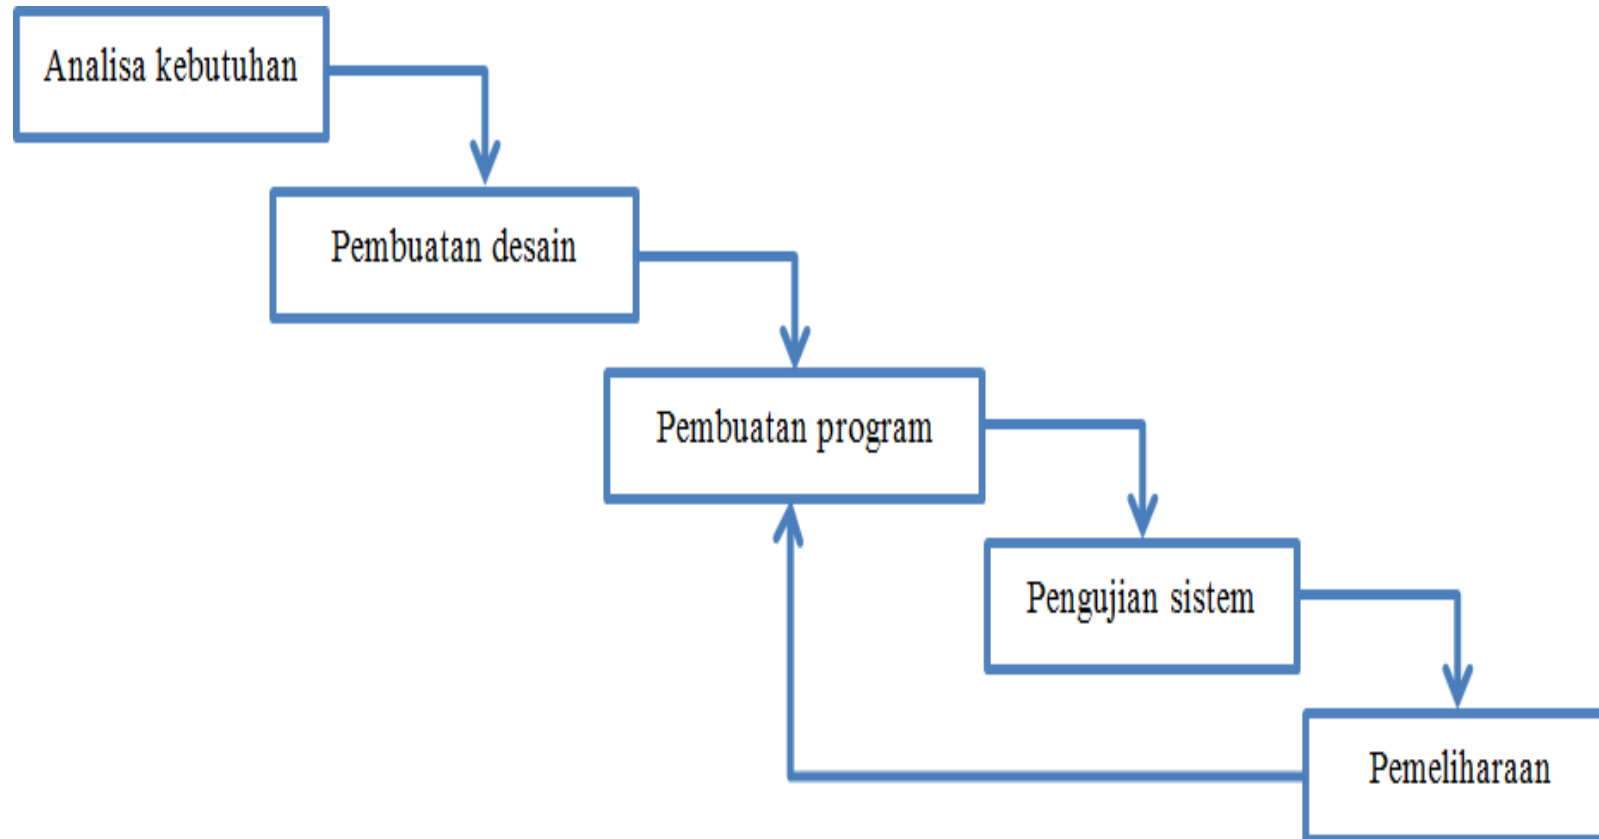 Analisa kebutuhan
Pembuatan desain
Pembuatan program
Pengujian sistem
Pemeliharaan